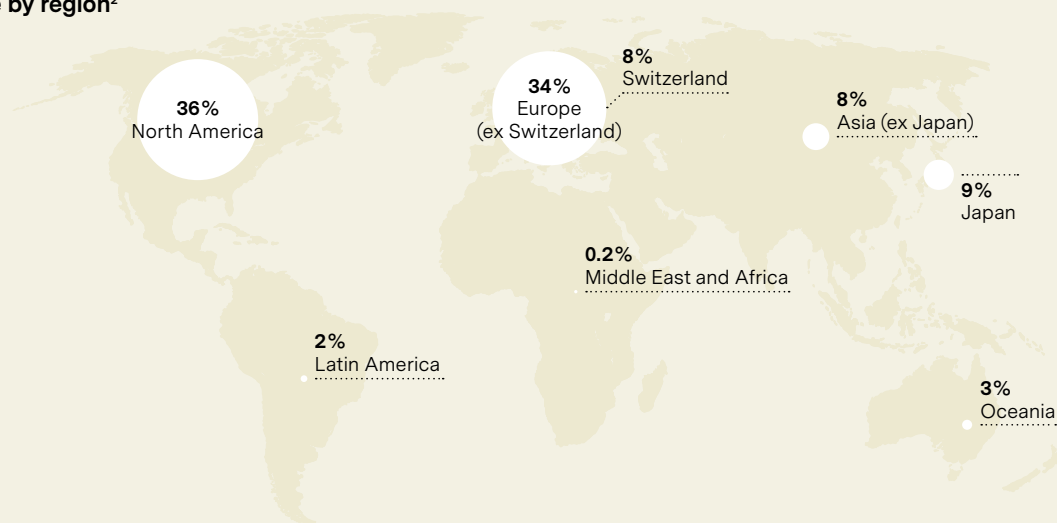 by region²
36%
North America
34%
Europe
(ex Switzerland)
8%
Switzerland
8%
Asia (ex Japan)
9%
Japan
0.2%
Middle East and Africa
2%
Latin America
3%
Oceania